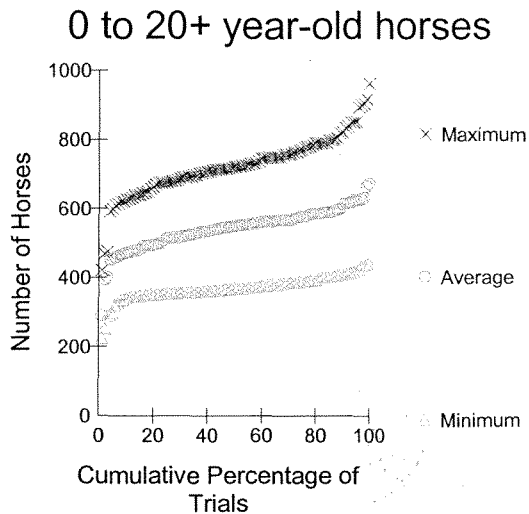 0 to 20+ year-old horses
1000
800
600
400
200
0
0 20 40 60 80 100
Number of Horses
Cumulative Percentage of
Trials
Maximum
Average
Minimum